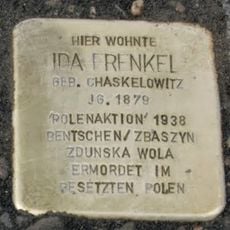 HIER WOHNTE
IDA FRENKEL
GEB. CHASKELOWITZ
JG. 1879
'POLENAKTION' 1938
BENTSCHEN/ZBASZYN
ZDUNSKA WOLA
ERMORDET IM
BESETZTEN POLEN